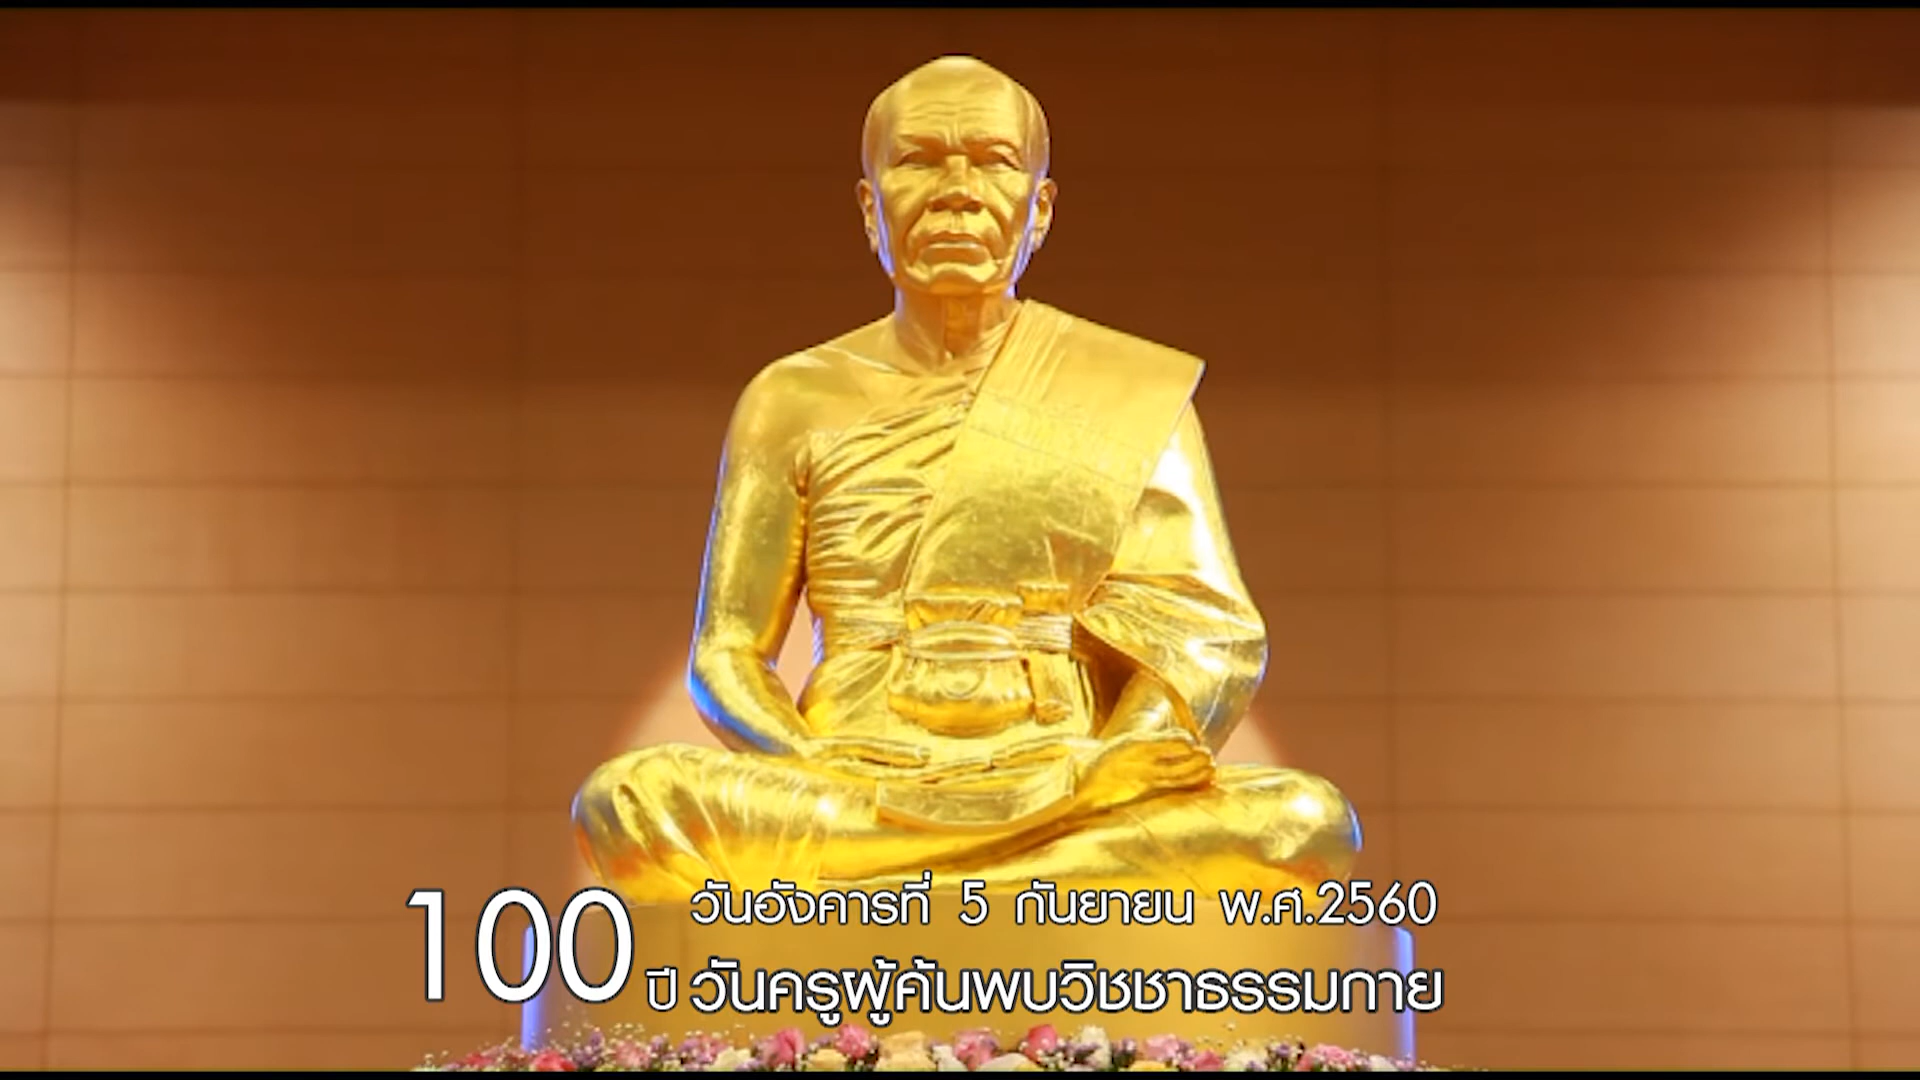 วันอังคารที่ 5 กันยายน พ.ศ.2560
100 ปี วันครูผู้ค้นพบวิชชาธรรมกาย